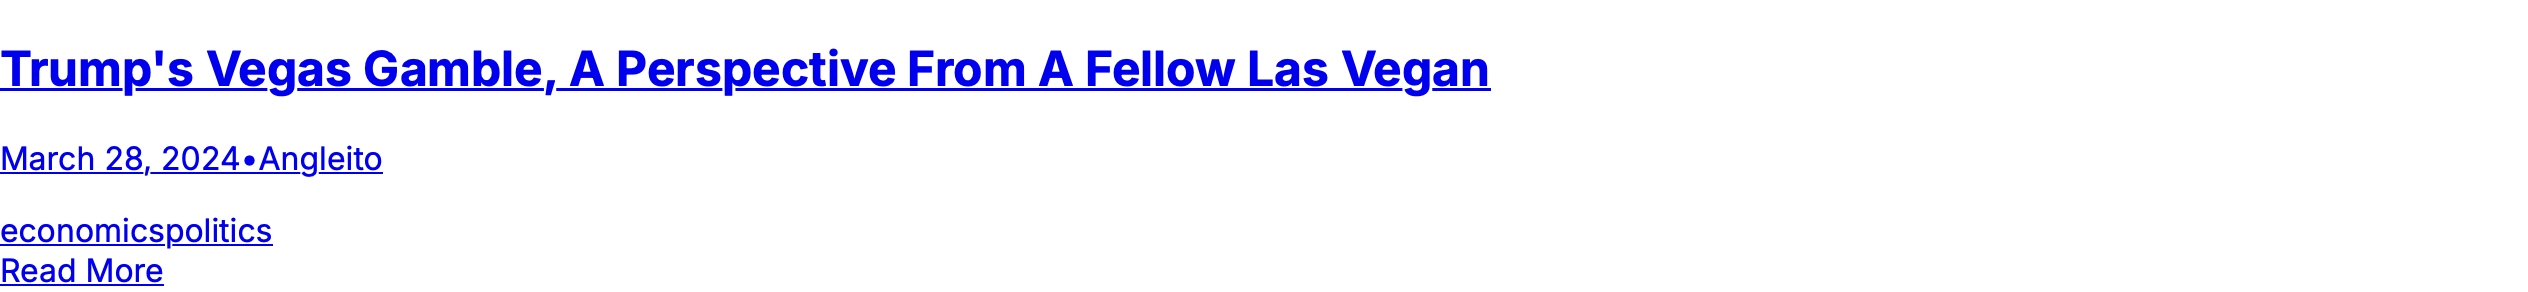 Trump's Vegas Gamble, A Perspective From A Fellow Las Vegan
March 28, 2024•Angleito
economicspolitics
Read More